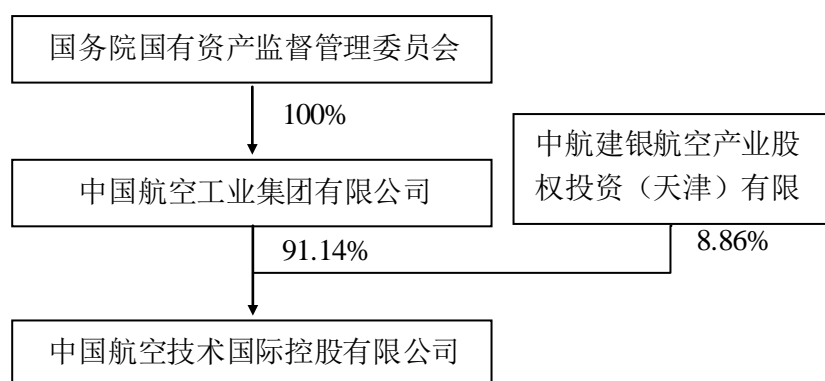 国务院国有资产监督管理委员会
100%
中国航空工业集团有限公司
中航建银航空产业股
权投资（天津）有限
91.14%
8.86%
中国航空技术国际控股有限公司